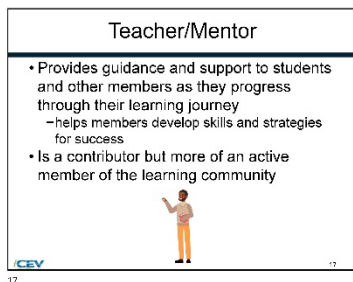 Teacher/Mentor
• Provides guidance and support to students
and other members as they progress
through their learning journey
–helps members develop skills and strategies
for success
• Is a contributor but more of an active
member of the learning community
iCEV
17
17